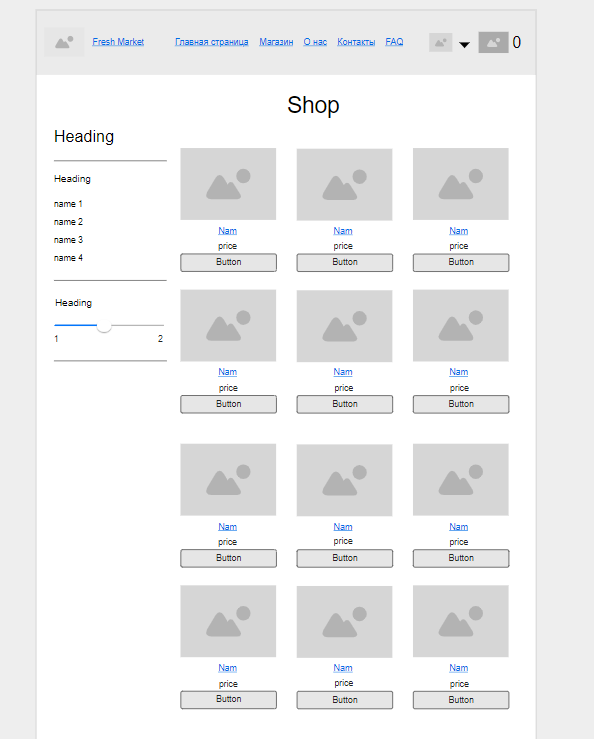 Fresh Market Главная страница Магазин О нас Контакты FAQ 0
Shop
Heading
Heading
name 1
name 2
name 3
name 4
Heading
1 2
Nam Nam Nam
price price price
Button Button Button
Nam Nam Nam
price price price
Button Button Button
Nam Nam Nam
price price price
Button Button Button
Nam Nam Nam
price price price
Button Button Button